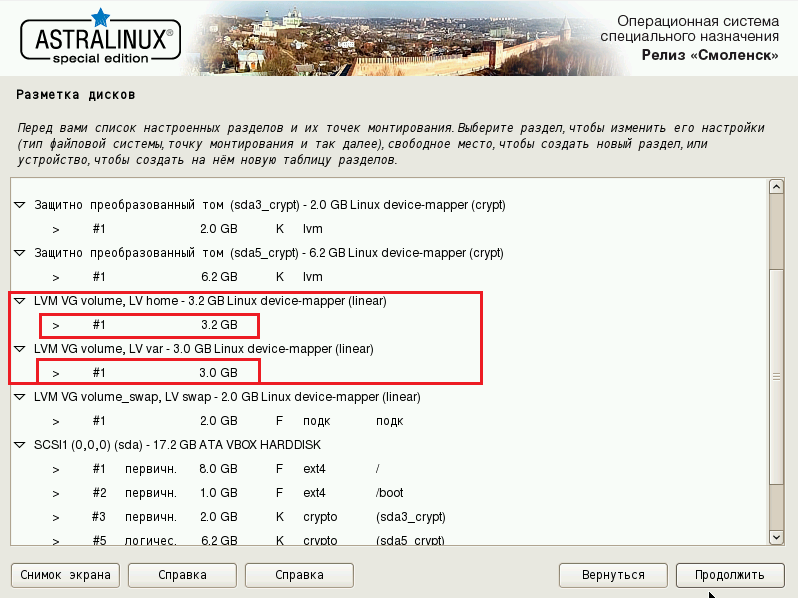 ASTRALINUX®
special edition
Операционная система
специального назначения
Релиз «Смоленск»
Разметка дисков
Перед вами список настроенных разделов и их точек монтирования. Выберите раздел, чтобы изменить его настройки
(тип файловой системы, точку монтирования и так далее), свободное место, чтобы создать новый раздел, или
устройство, чтобы создать на нём новую таблицу разделов.
Защитно преобразованный том (sda3_crypt) - 2.0 GB Linux device-mapper (crypt)
> #1 2.0 GB K lvm
Защитно преобразованный том (sda5_crypt) - 6.2 GB Linux device-mapper (crypt)
> #1 6.2 GB K lvm
LVM VG volume, LV home - 3.2 GB Linux device-mapper (linear)
> #1 3.2 GB
LVM VG volume, LV var - 3.0 GB Linux device-mapper (linear)
> #1 3.0 GB
LVM VG volume_swap, LV swap - 2.0 GB Linux device-mapper (linear)
> #1 2.0 GB F подк подк
SCSI1 (0,0,0) (sda) - 17.2 GB ATA VBOX HARDDISK
> #1 первичн. 8.0 GB F ext4 /
> #2 первичн. 1.0 GB F ext4 /boot
> #3 первичн. 2.0 GB K crypto (sda3_crypt)
> #5 логичес. 6.2 GB K crypto (sda5_crypt)
Снимок экрана Справка Справка Вернуться Продолжить